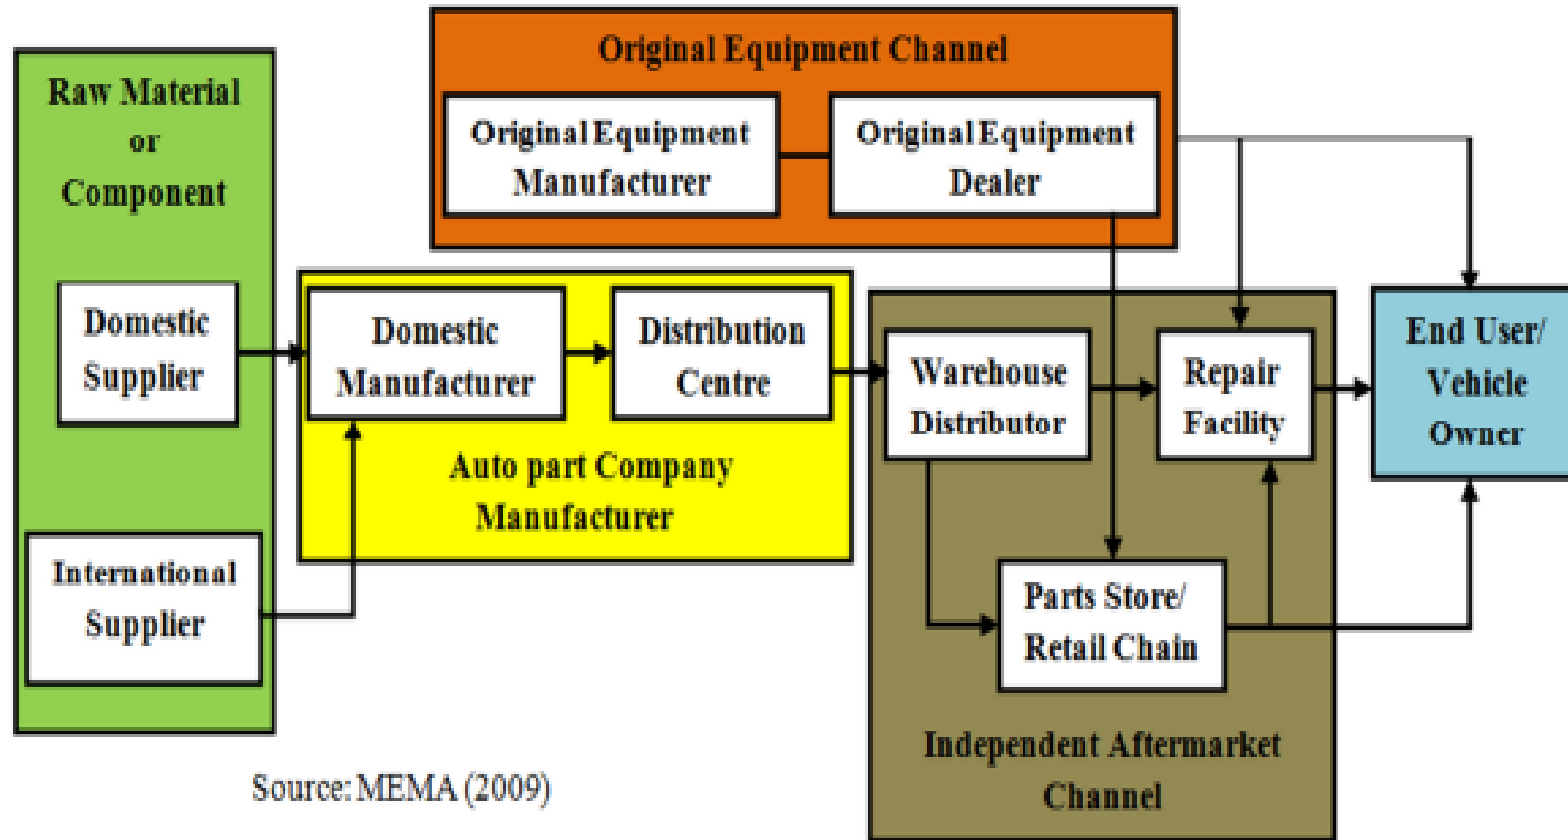 Original Equipment Channel
Original Equipment
Manufacturer
Original Equipment
Dealer
Raw Material
or
Component
Domestic
Supplier
International
Supplier
Domestic
Manufacturer
Distribution
Centre
Auto part Company
Manufacturer
Warehouse
Distributor
Repair
Facility
Parts Store/
Retail Chain
Independent Aftermarket
Channel
End User/
Vehicle
Owner
Source: MEMA (2009)